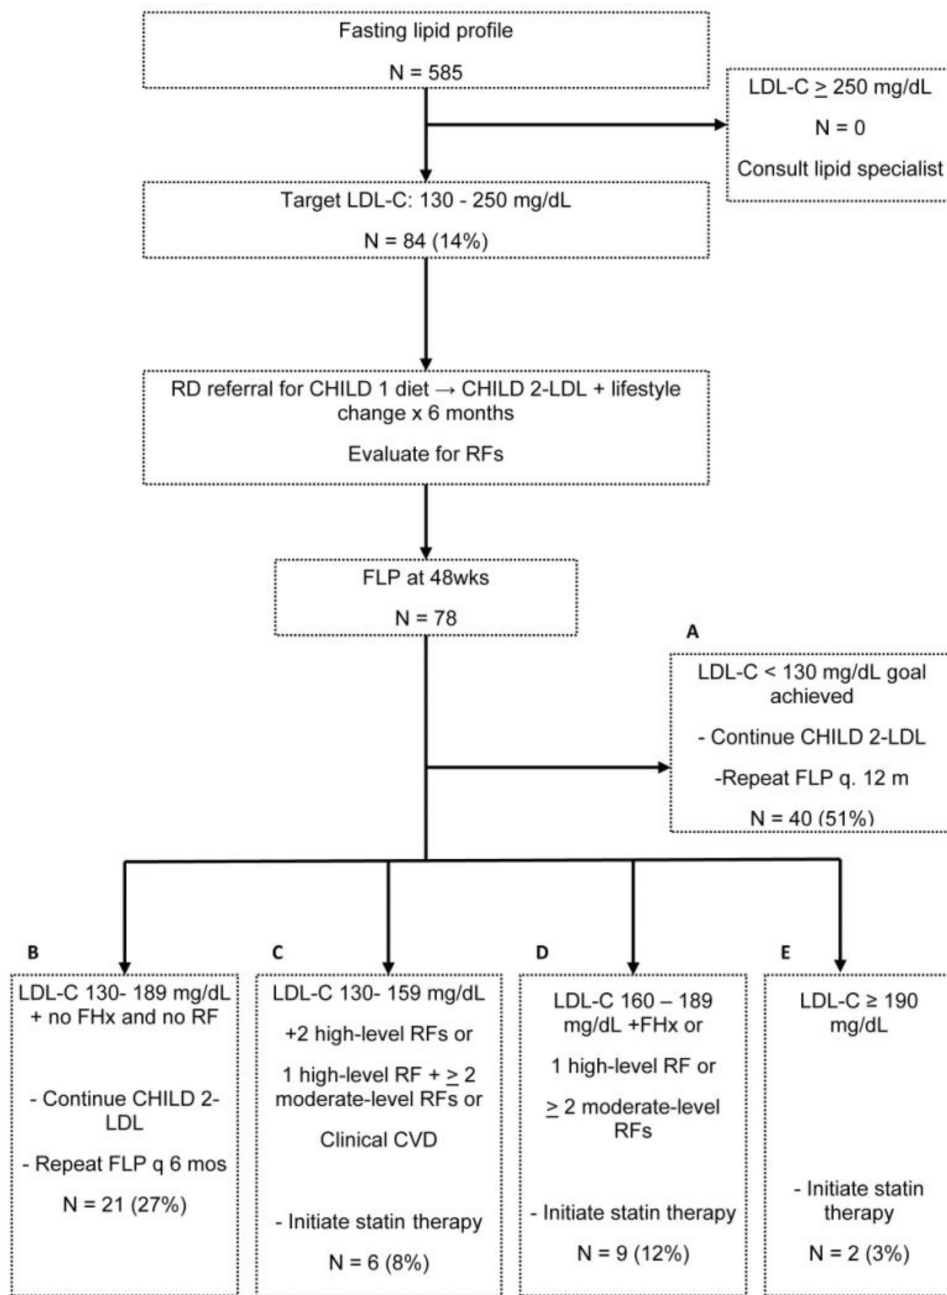 Fasting lipid profile
N = 585
LDL-C ≥ 250 mg/dL
N = 0
Consult lipid specialist
Target LDL-C: 130 - 250 mg/dL
N = 84 (14%)
RD referral for CHILD 1 diet → CHILD 2-LDL + lifestyle
change x 6 months
Evaluate for RFs
FLP at 48wks
N = 78
A
LDL-C < 130 mg/dL goal
achieved
- Continue CHILD 2-LDL
-Repeat FLP q. 12 m
N = 40 (51%)
B
LDL-C 130- 189 mg/dL
+ no FHx and no RF
- Continue CHILD 2-
LDL
- Repeat FLP q 6 mos
N = 21 (27%)
C
LDL-C 130- 159 mg/dL
+2 high-level RFs or
1 high-level RF + ≥ 2
moderate-level RFs or
Clinical CVD
- Initiate statin therapy
N = 6 (8%)
D
LDL-C 160 – 189
mg/dL +FHx or
1 high-level RF or
≥ 2 moderate-level
RFs
- Initiate statin therapy
N = 9 (12%)
E
LDL-C ≥ 190
mg/dL
- Initiate statin
therapy
N = 2 (3%)